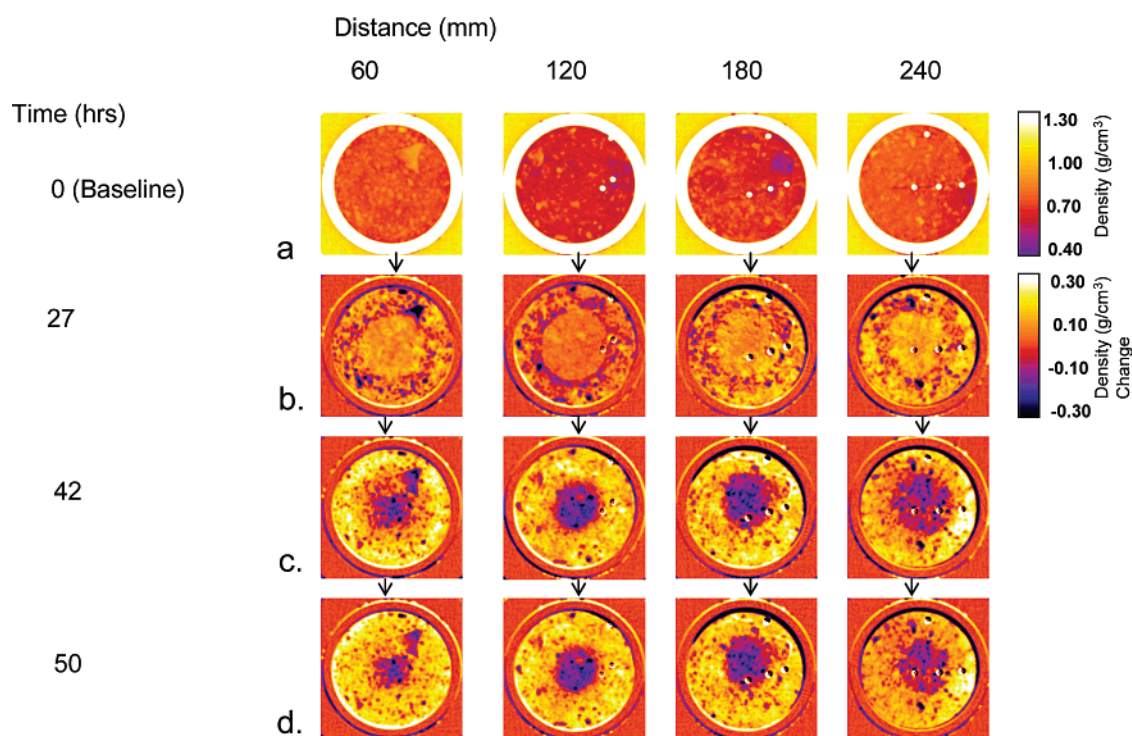 Distance (mm)
60 120 180 240
Time (hrs)
0 (Baseline)
a
1.30
1.00
0.70
0.40
Density (g/cm³)
27
b.
0.30
0.10
-0.10
-0.30
Density (g/cm³)
Change
42
c.
50
d.